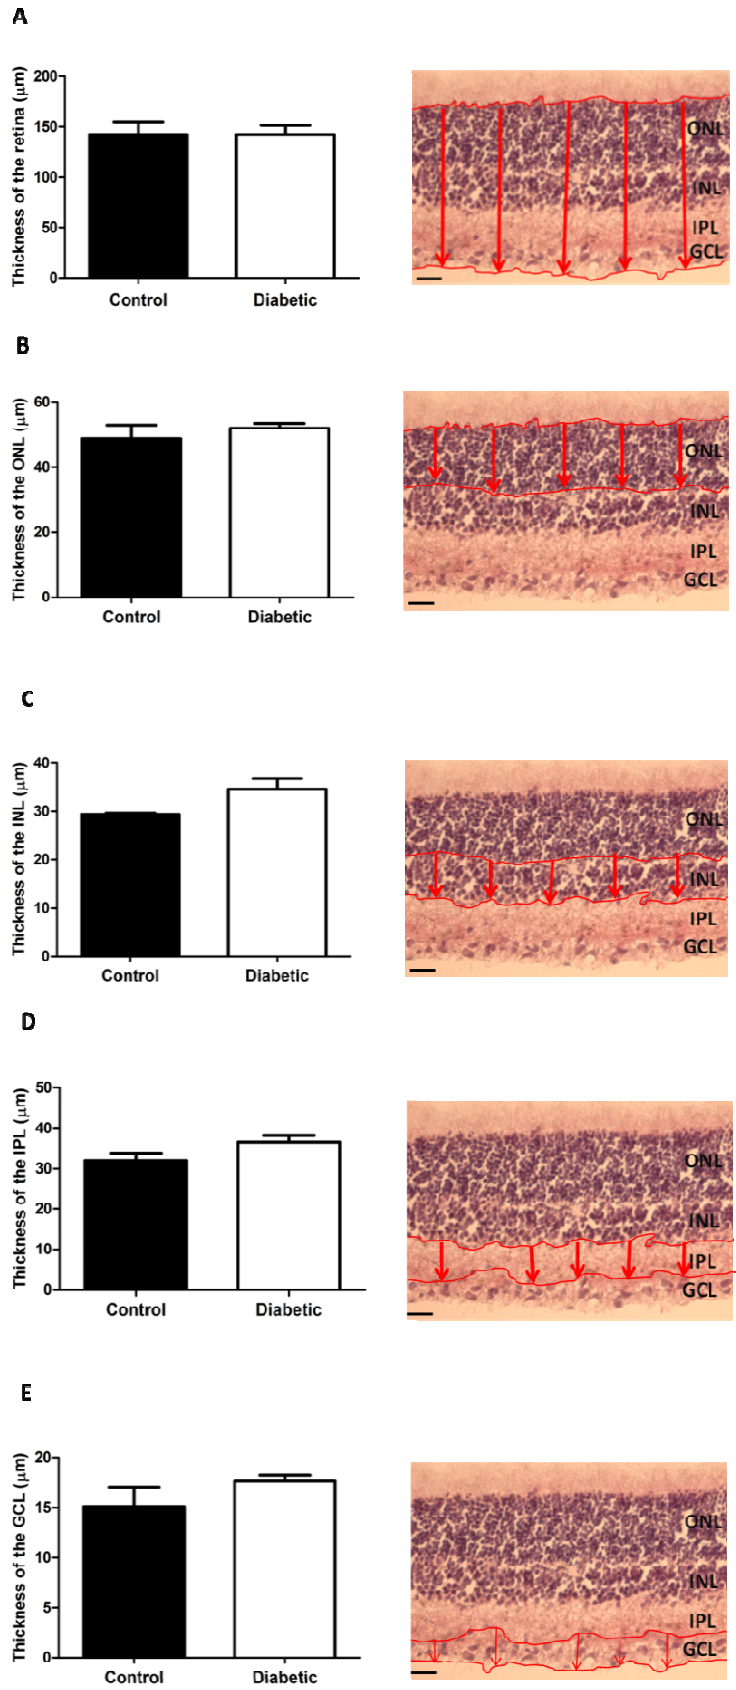 A
Thickness of the retina (μm)
200
150
100
50
0
Control Diabetic
ONL
INL
IPL
GCL
B
Thickness of the ONL (μm)
60
40
20
0
Control Diabetic
ONL
INL
IPL
GCL
C
Thickness of the INL (μm)
40
30
20
10
0
Control Diabetic
ONL
INL
IPL
GCL
D
Thickness of the IPL (μm)
50
40
30
20
10
0
Control Diabetic
ONL
INL
IPL
GCL
E
Thickness of the GCL (μm)
20
15
10
5
0
Control Diabetic
ONL
INL
IPL
GCL